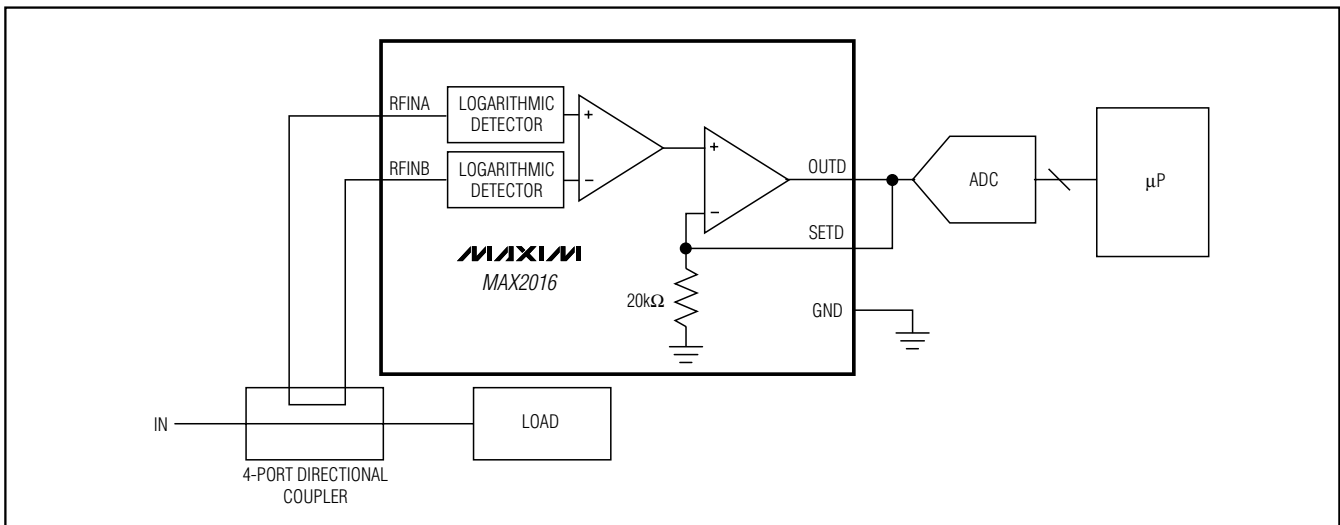 RFINA
LOGARITHMIC
DETECTOR
+
−
RFINB
LOGARITHMIC
DETECTOR
+
−
OUTD
SETD
ADC
μP
MAXIM
MAX2016
20kΩ
GND
IN
LOAD
4-PORT DIRECTIONAL
COUPLER